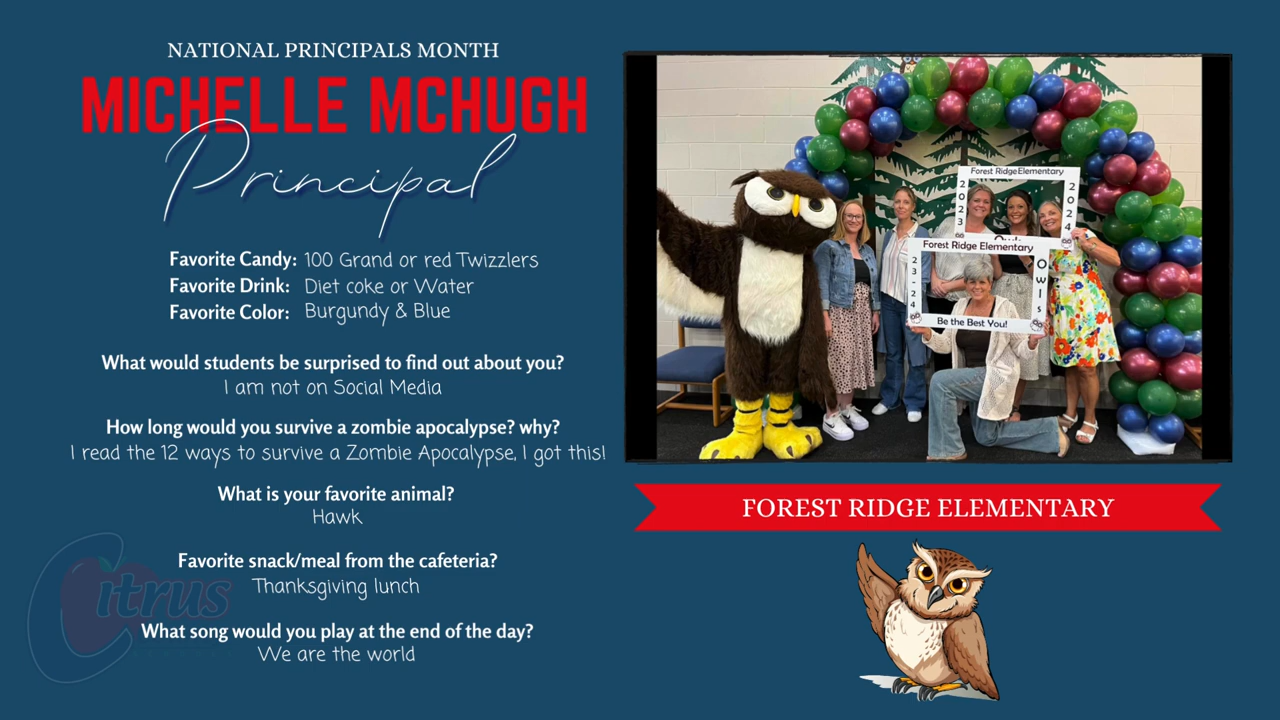 NATIONAL PRINCIPALS MONTH
MICHELLE MCHUGH
Principal
Favorite Candy: 100 Grand or red Twizzlers
Favorite Drink: Diet coke or Water
Favorite Color: Burgundy & Blue
What would students be surprised to find out about you?
I am not on Social Media
How long would you survive a zombie apocalypse? why?
I read the 12 ways to survive a Zombie Apocalypse, I got this!
What is your favorite animal?
Hawk
Favorite snack/meal from the cafeteria?
Thanksgiving lunch
What song would you play at the end of the day?
We are the world
Citrus
Forest Ridge Elementary
2023
2024
Owls
Forest Ridge Elementary
23-24
Owls
Be the Best You!
FOREST RIDGE ELEMENTARY